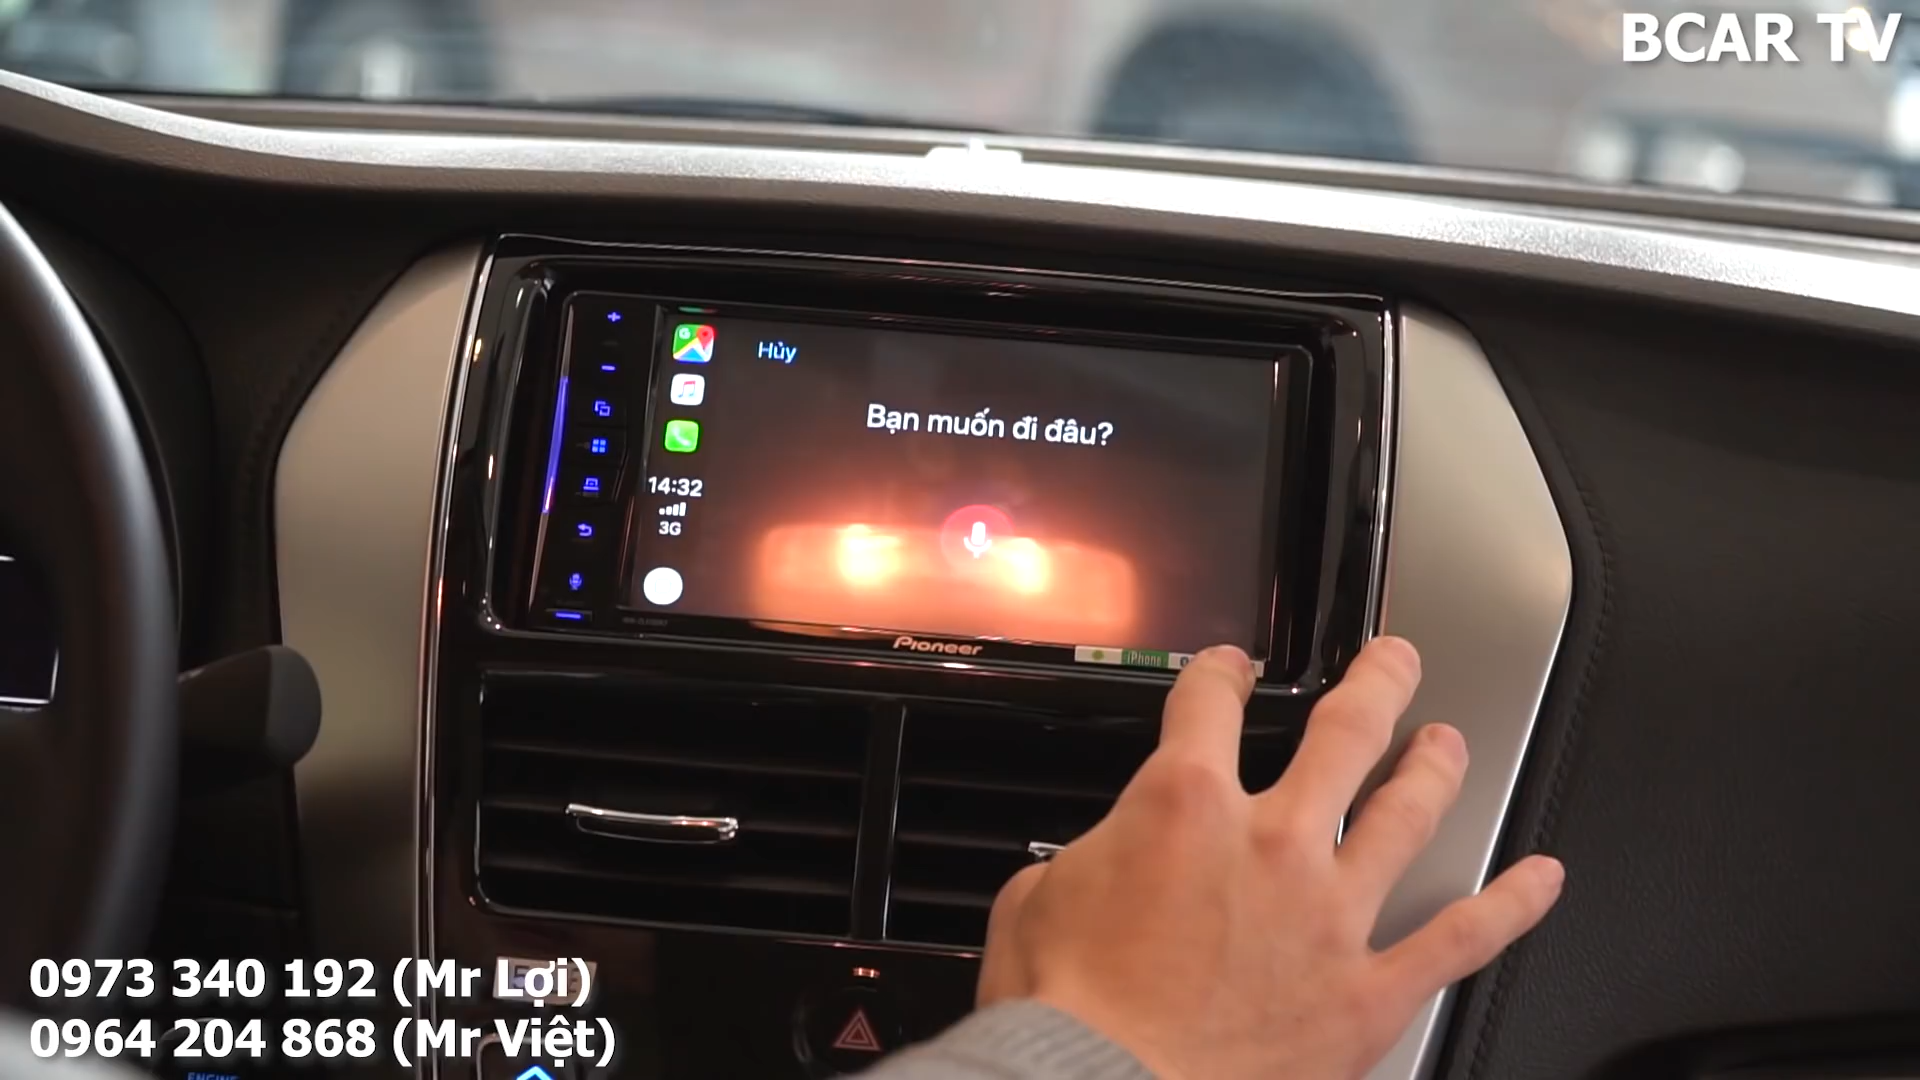 BCAR TV
Hủy
Bạn muốn đi đâu?
14:32
3G
Pioneer
iPhone
0973 340 192 (Mr Lợi)
0964 204 868 (Mr Việt)
ENGINE